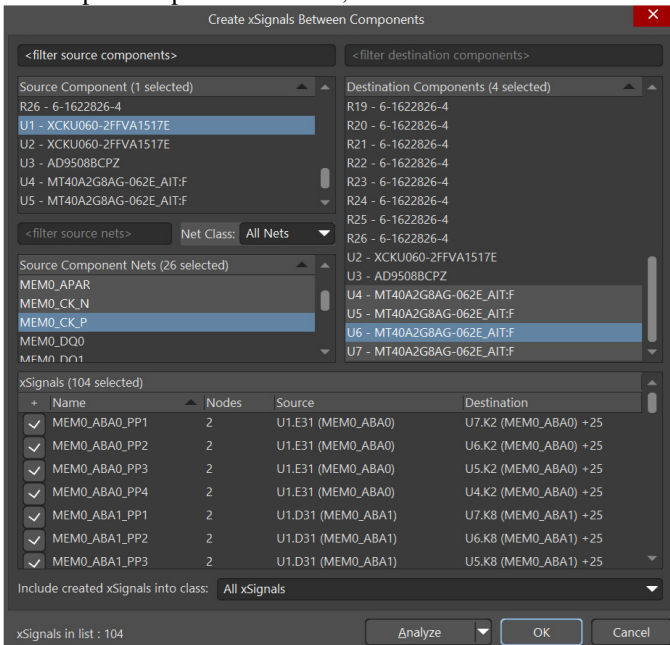 Create xSignals Between Components
<filter source components>
<filter destination components>
Source Component (1 selected)
R26 - 6-1622826-4
U1 - XCKU060-2FFVA1517E
U2 - XCKU060-2FFVA1517E
U3 - AD9508BCPZ
U4 - MT40A2G8AG-062E_AIT:F
U5 - MT40A2G8AG-062E_AIT:F
<filter source nets>
Net Class: All Nets
Source Component Nets (26 selected)
MEM0_APAR
MEM0_CK_N
MEM0_CK_P
MEM0_DQ0
MEM0_DQ1
Destination Components (4 selected)
R19 - 6-1622826-4
R20 - 6-1622826-4
R21 - 6-1622826-4
R22 - 6-1622826-4
R23 - 6-1622826-4
R24 - 6-1622826-4
R25 - 6-1622826-4
R26 - 6-1622826-4
U2 - XCKU060-2FFVA1517E
U3 - AD9508BCPZ
U4 - MT40A2G8AG-062E_AIT:F
U5 - MT40A2G8AG-062E_AIT:F
U6 - MT40A2G8AG-062E_AIT:F
U7 - MT40A2G8AG-062E_AIT:F
xSignals (104 selected)
+ Name Nodes Source Destination
MEM0_ABA0_PP1 2 U1.E31 (MEM0_ABA0) U7.K2 (MEM0_ABA0) +25
MEM0_ABA0_PP2 2 U1.E31 (MEM0_ABA0) U6.K2 (MEM0_ABA0) +25
MEM0_ABA0_PP3 2 U1.E31 (MEM0_ABA0) U5.K2 (MEM0_ABA0) +25
MEM0_ABA0_PP4 2 U1.E31 (MEM0_ABA0) U4.K2 (MEM0_ABA0) +25
MEM0_ABA1_PP1 2 U1.D31 (MEM0_ABA1) U7.K8 (MEM0_ABA1) +25
MEM0_ABA1_PP2 2 U1.D31 (MEM0_ABA1) U6.K8 (MEM0_ABA1) +25
MEM0_ABA1_PP3 2 U1.D31 (MEM0_ABA1) U5.K8 (MEM0_ABA1) +25
Include created xSignals into class: All xSignals
xSignals in list : 104
Analyze
OK
Cancel